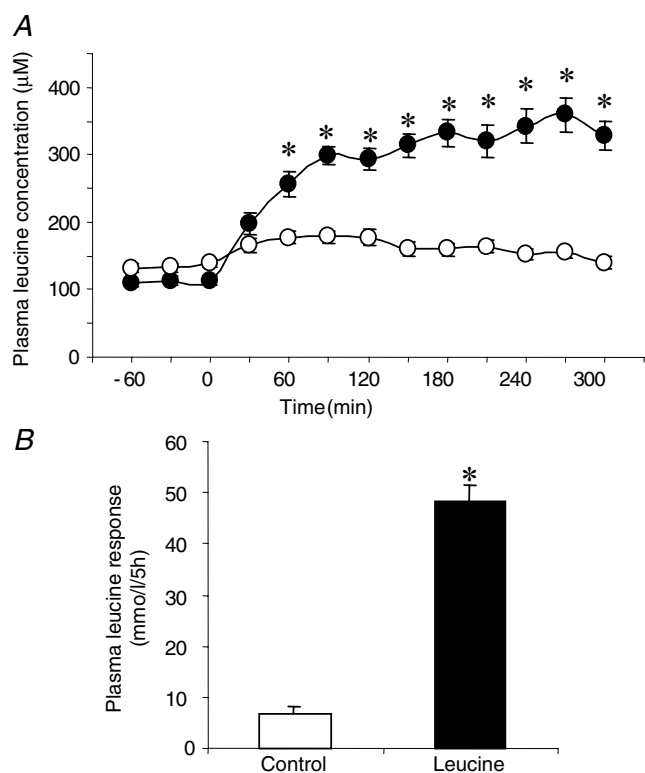 A
Plasma leucine concentration (μM)
400
300
200
100
0
* * * * * * * * *
-60 0 60 120 180 240 300
Time(min)
B
Plasma leucine response
(mmo/l/5h)
60
50
40
30
20
10
0
*
Control Leucine